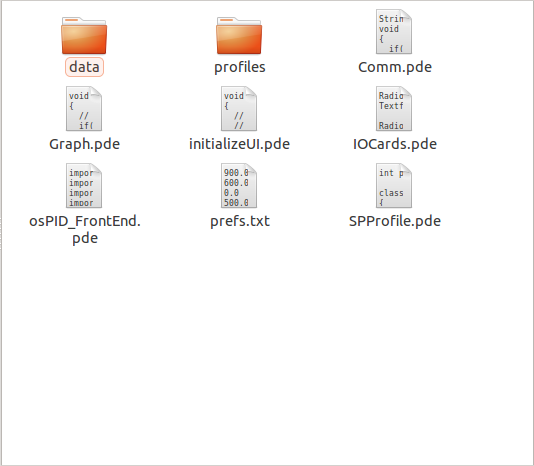 Strin
void
{
if(
data
profiles
Comm.pde
void
{
//
if(
void
{
//
//
Radio
Textf
Radio
Graph.pde
initializeUI.pde
IOCards.pde
impor
impor
impor
impor
900.0
600.0
0.0
500.0
int p
class
{
osPID_FrontEnd.
pde
prefs.txt
SPProfile.pde